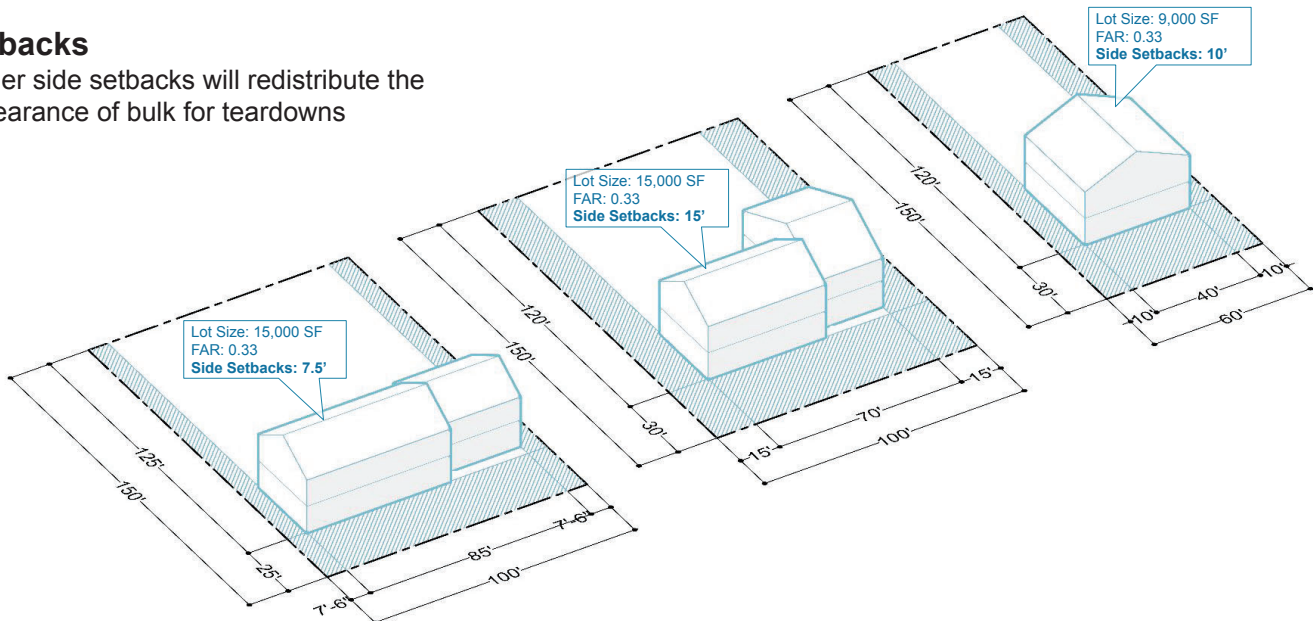 backs
er side setbacks will redistribute the
earance of bulk for teardowns
Lot Size: 9,000 SF
FAR: 0.33
Side Setbacks: 10'
120'
150'
30'
10'
40'
10'
60'
Lot Size: 15,000 SF
FAR: 0.33
Side Setbacks: 15'
120'
150'
30'
15'
70'
15'
100'
Lot Size: 15,000 SF
FAR: 0.33
Side Setbacks: 7.5'
125'
150'
25'
7'-6"
85'
7'-6"
100'